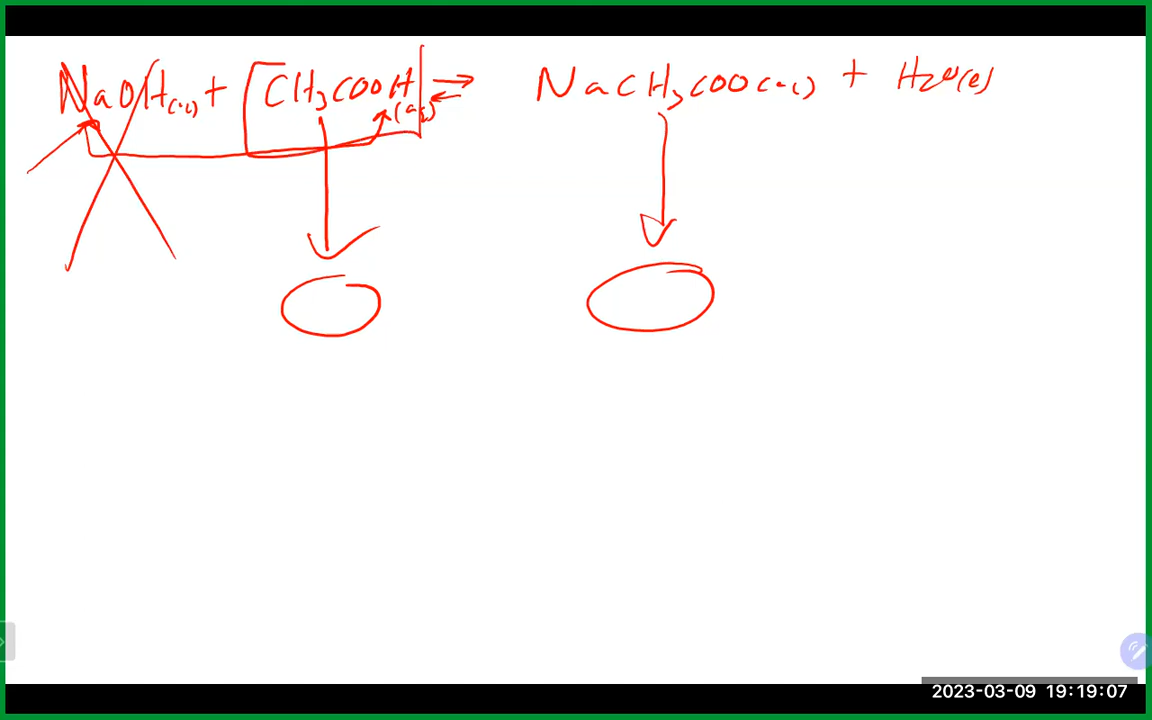 NaOH(aq) + CH3COOH(aq) ⇌ NaCH3COO(aq) + H2O(l)
2023-03-09 19:19:07